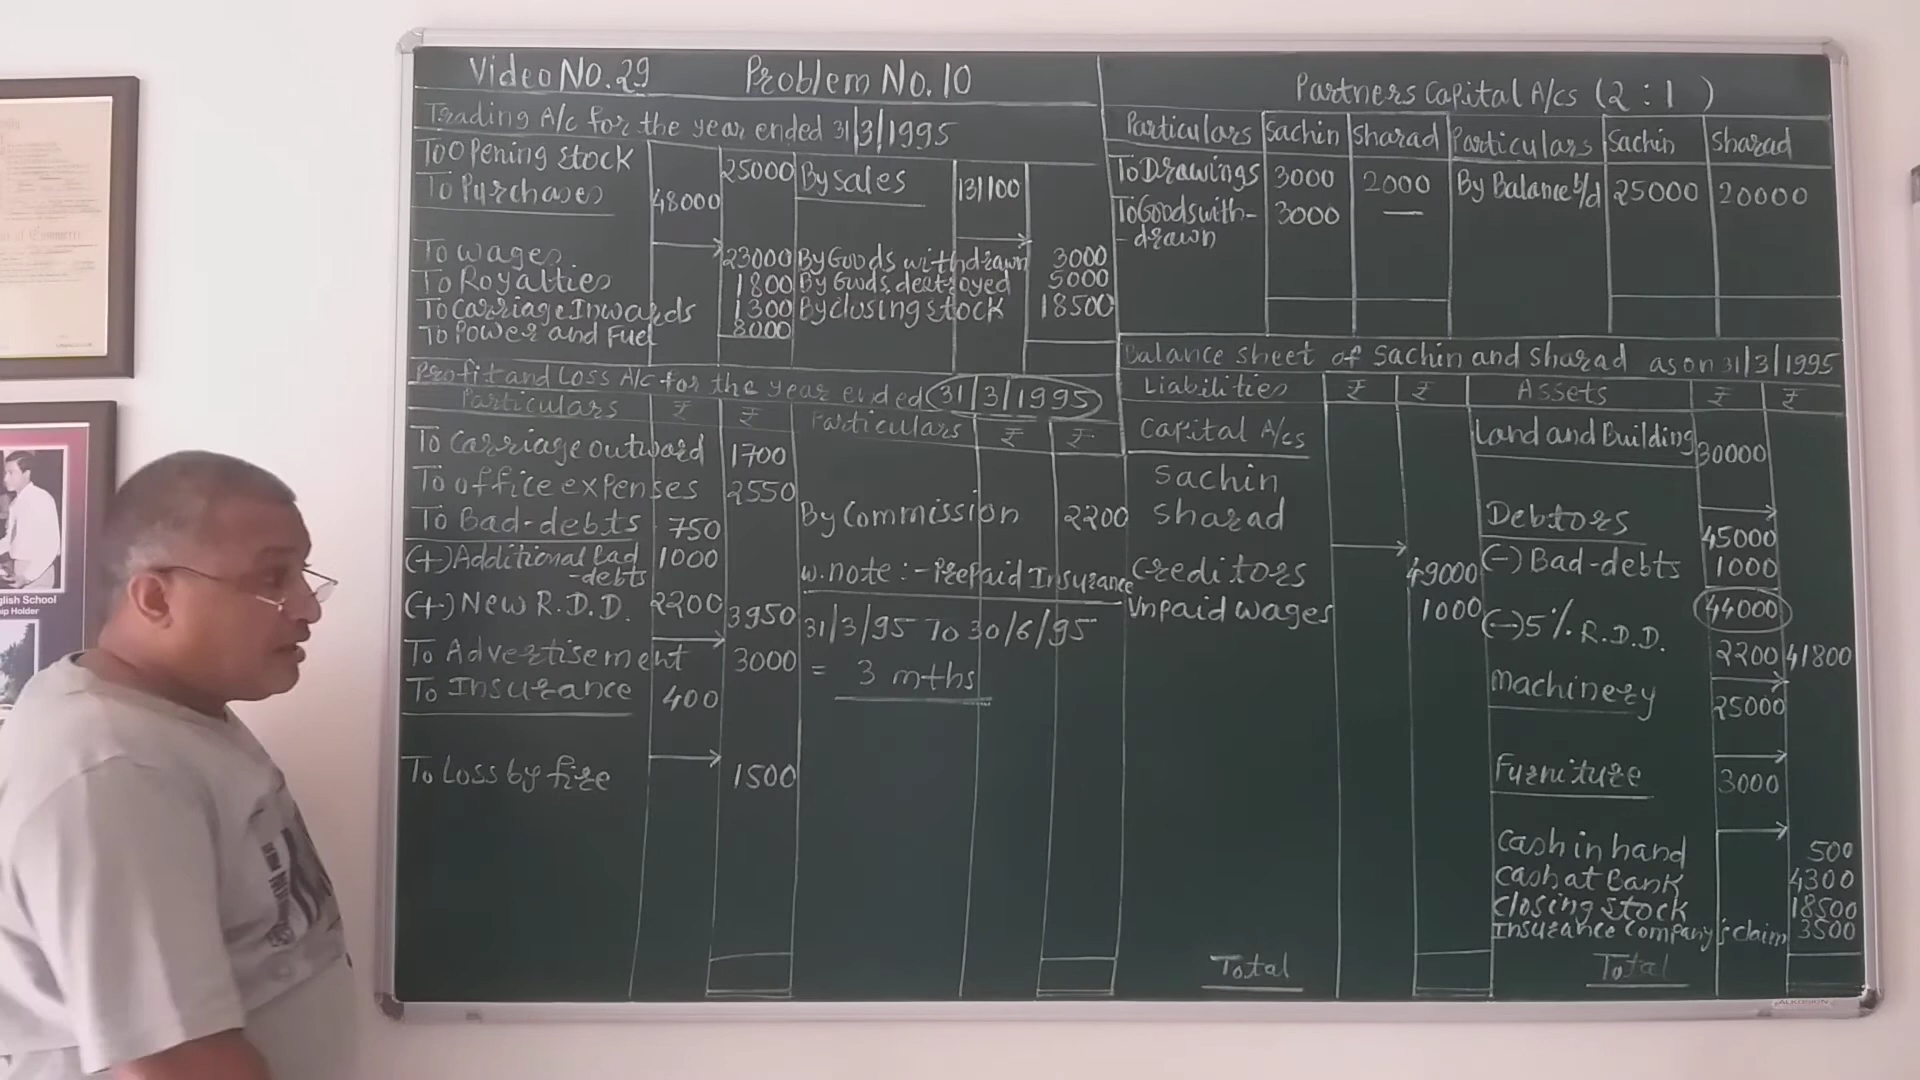 Video NO. 29 Problem No. 10
Trading A/c for the year ended 31/3/1995
To Opening stock 25000 By sales 131100
To Purchases 48000
To wages 23000 By Goods withdrawn 3000
To Royalties 1800 By Goods destroyed 5000
To Carriage Inwards 1300 By closing stock 18500
To Power and Fuel 8000
Profit and Loss A/c for the year ended 31/3/1995
Particulars ₹ ₹ Particulars ₹ ₹
To Carriage outward 1700
To office expenses 2550
To Bad-debts 750 By Commission 2200
(+) Additional bad-debts 1000
w.note:- Prepaid Insurance
(+) New R.D.D. 2200 3950
31/3/95 To 30/6/95
To Advertisement 3000
= 3 mths
To Insurance 400
To Loss by fire 1500
Partners Capital A/cs (2 : 1)
Particulars Sachin Sharad Particulars Sachin Sharad
To Drawings 3000 2000 By Balance b/d 25000 20000
To Goods with-drawn 3000 —
Balance sheet of Sachin and Sharad as on 31/3/1995
Liabilities ₹ ₹ Assets ₹ ₹
Capital A/cs Land and Building 30000
Sachin
Sharad Debtors 45000
Creditors 49000 (-) Bad-debts 1000
Unpaid wages 1000 44000
(-) 5% R.D.D. 2200 41800
Machinery 25000
Furniture 3000
Cash in hand 500
Cash at Bank 4300
Closing stock 18500
Insurance Company's claim 3500
Total Total
glish School
ip Holder